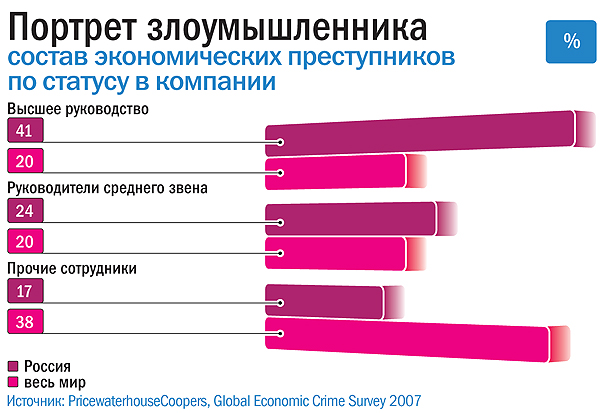 Портрет злоумышленника
%
состав экономических преступников
по статусу в компании
Высшее руководство
41
20
Руководители среднего звена
24
20
Прочие сотрудники
17
38
Россия
весь мир
Источник: PricewaterhouseCoopers, Global Economic Crime Survey 2007